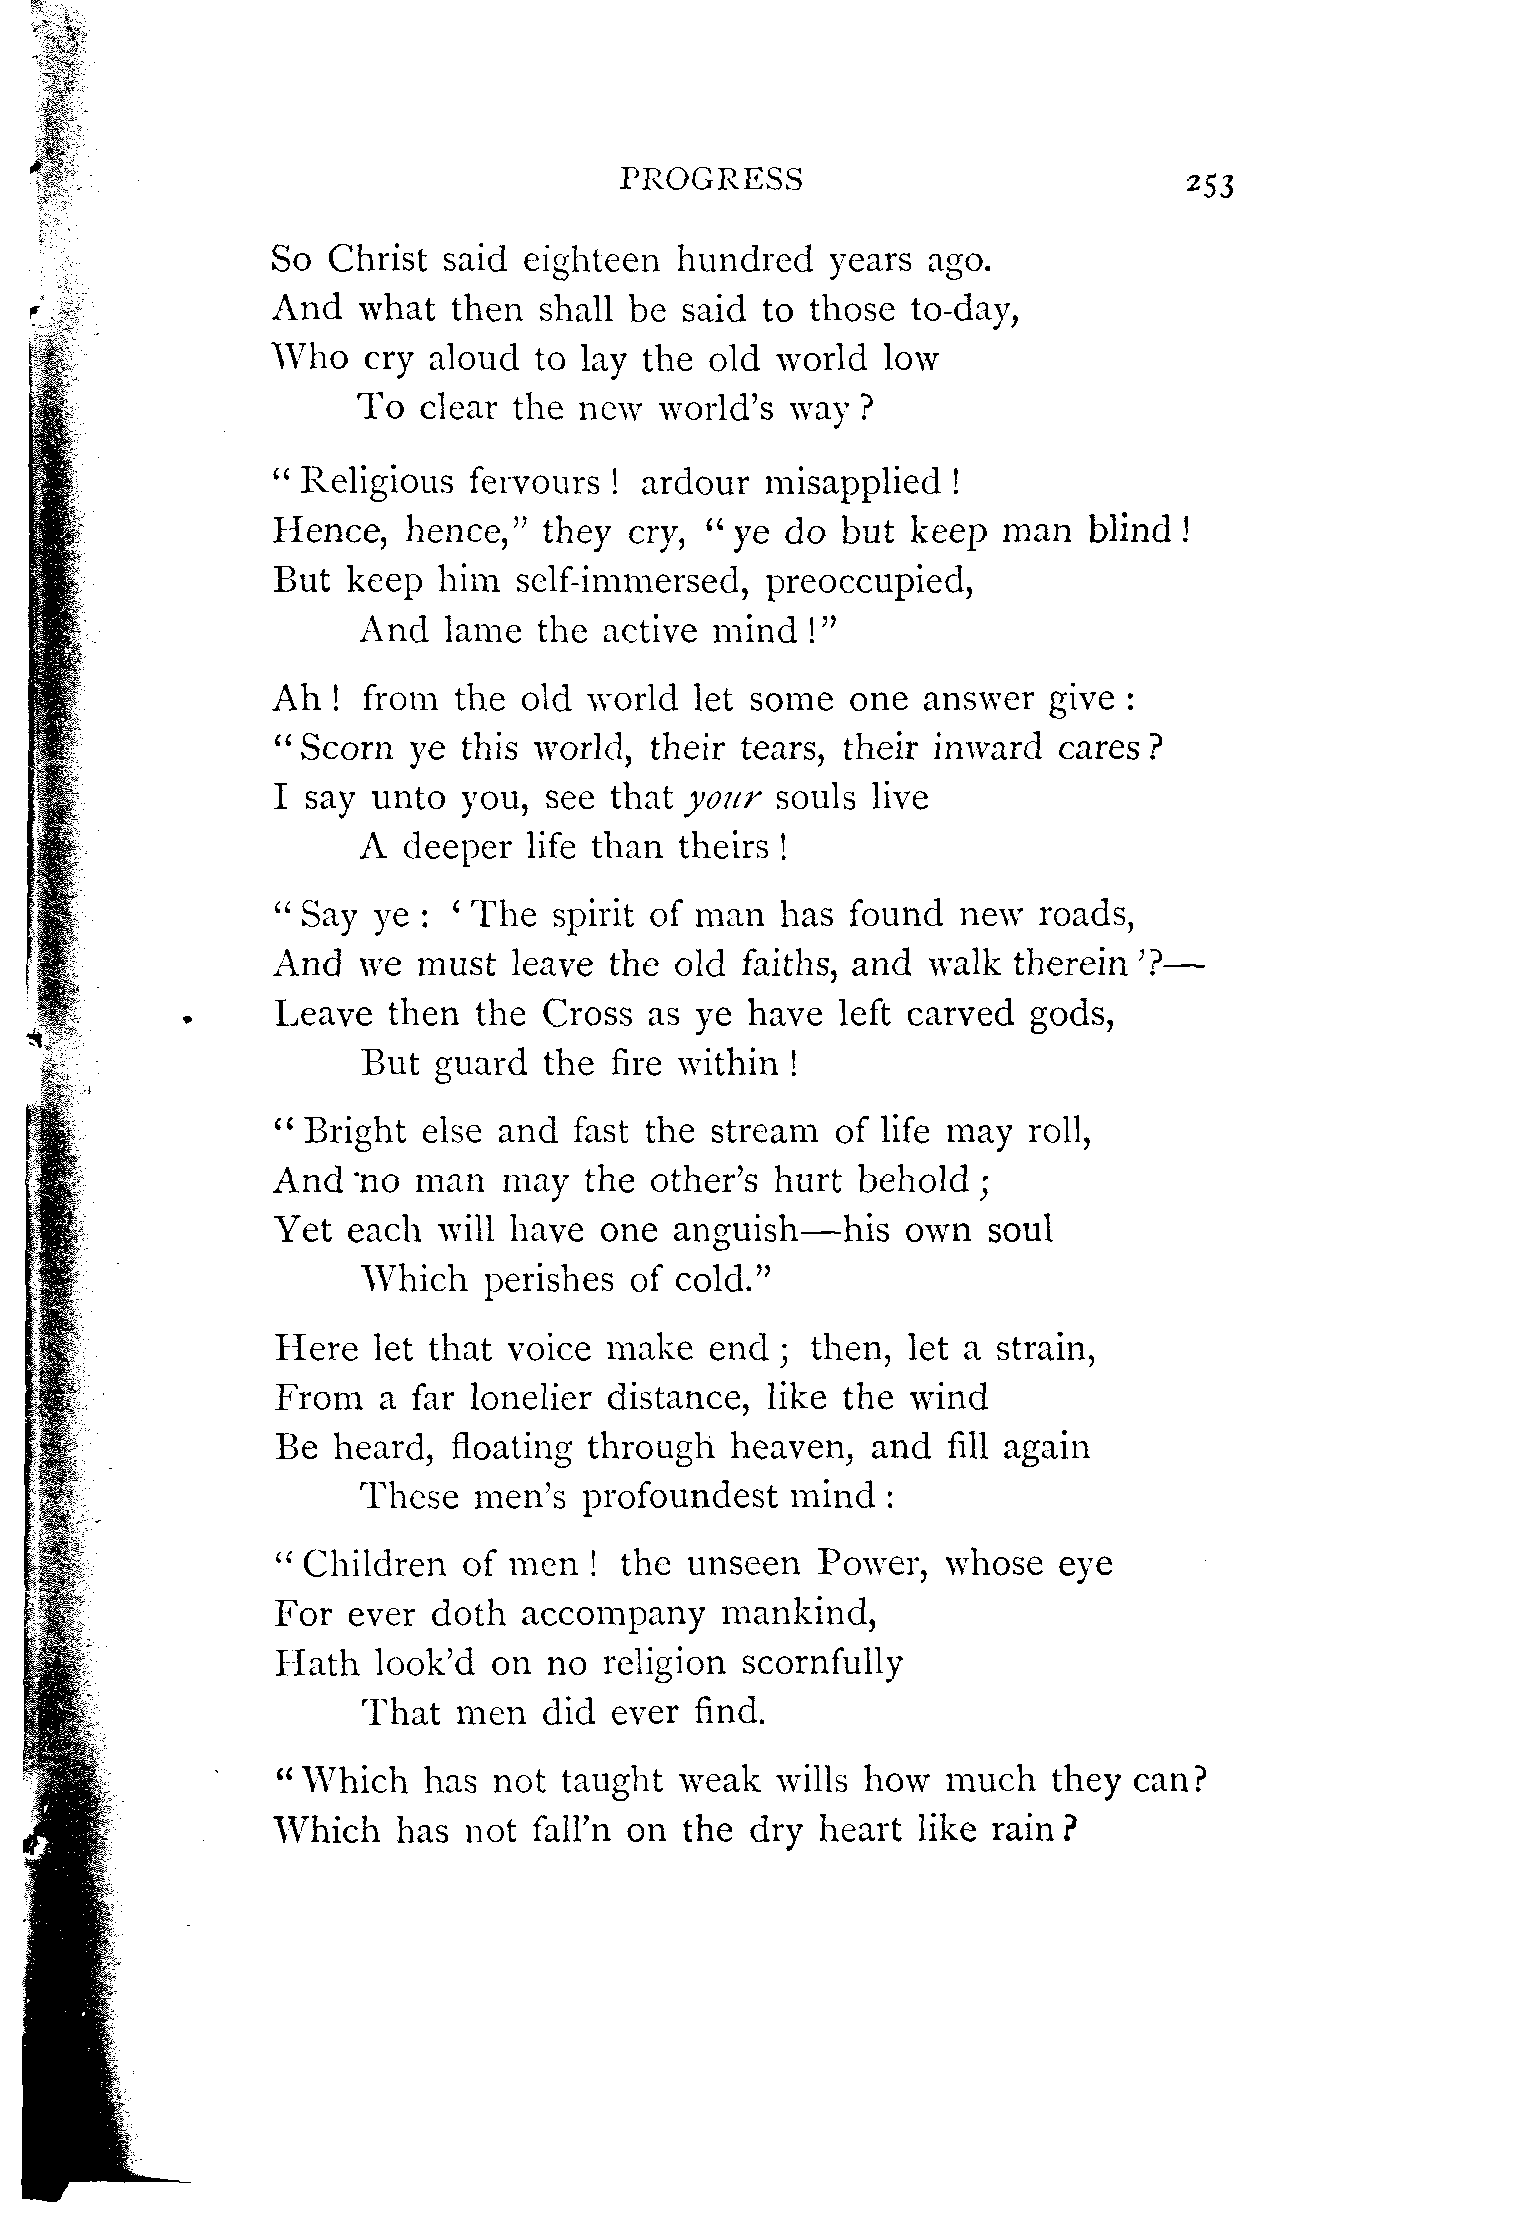 PROGRESS 253
So Christ said eighteen hundred years ago.
And what then shall be said to those to-day,
Who cry aloud to lay the old world low
To clear the new world's way?
"Religious fervours! ardour misapplied!
Hence, hence," they cry, "ye do but keep man blind!
But keep him self-immersed, preoccupied,
And lame the active mind!"
Ah! from the old world let some one answer give:
"Scorn ye this world, their tears, their inward cares?
I say unto you, see that your souls live
A deeper life than theirs!
"Say ye: 'The spirit of man has found new roads,
And we must leave the old faiths, and walk therein'?—
Leave then the Cross as ye have left carved gods,
But guard the fire within!
"Bright else and fast the stream of life may roll,
And no man may the other's hurt behold;
Yet each will have one anguish—his own soul
Which perishes of cold."
Here let that voice make end; then, let a strain,
From a far lonelier distance, like the wind
Be heard, floating through heaven, and fill again
These men's profoundest mind:
"Children of men! the unseen Power, whose eye
For ever doth accompany mankind,
Hath look'd on no religion scornfully
That men did ever find.
"Which has not taught weak wills how much they can?
Which has not fall'n on the dry heart like rain?